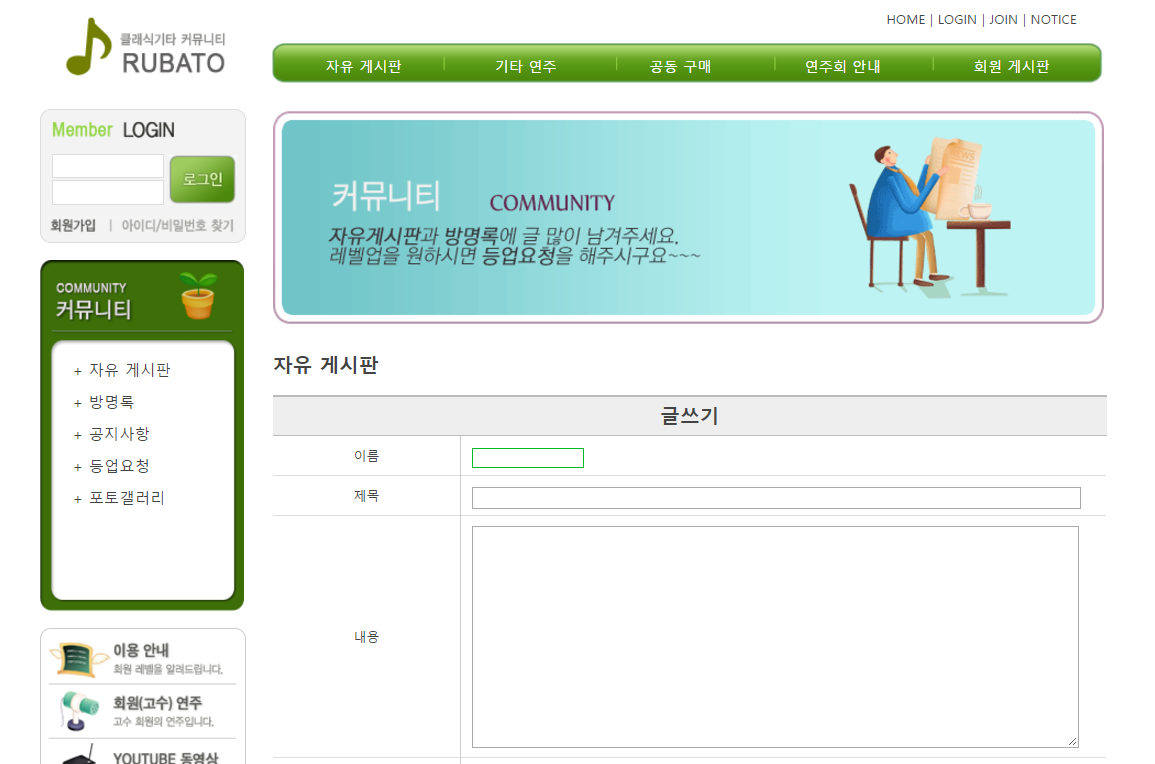 클래식기타 커뮤니티
RUBATO
HOME | LOGIN | JOIN | NOTICE
자유 게시판
기타 연주
공동 구매
연주회 안내
회원 게시판
Member LOGIN
로그인
회원가입 | 아이디/비밀번호 찾기
COMMUNITY
커뮤니티
+ 자유 게시판
+ 방명록
+ 공지사항
+ 등업요청
+ 포토갤러리
이용 안내
회원 레벨을 알려드립니다.
회원(고수) 연주
고수 회원의 연주입니다.
YOUTUBE 동영상
커뮤니티 COMMUNITY
자유게시판과 방명록에 글 많이 남겨주세요.
레벨업을 원하시면 등업요청을 해주시구요~~~
NEWS
자유 게시판
글쓰기
이름
제목
내용